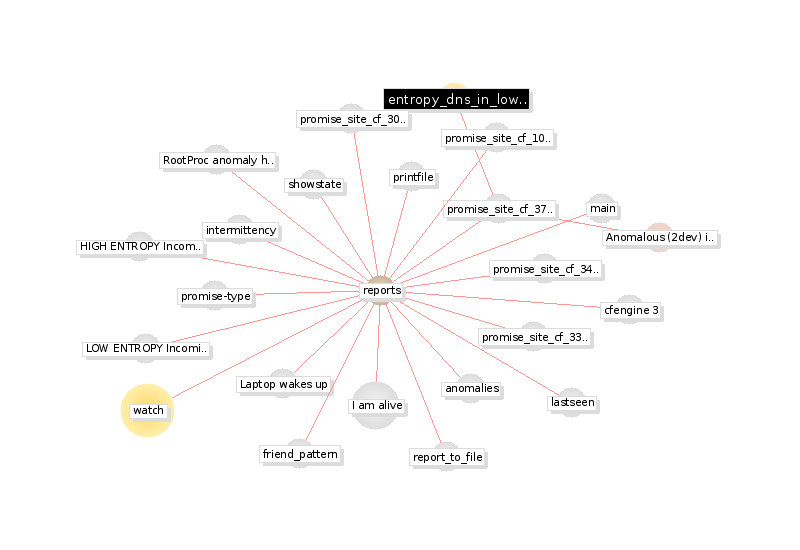 entropy_dns_in_low..
promise_site_cf_30..
promise_site_cf_10..
RootProc anomaly h..
printfile
showstate
promise_site_cf_37..
main
intermittency
Anomalous (2dev) i..
HIGH ENTROPY Incom..
promise_site_cf_34..
reports
promise-type
cfengine 3
promise_site_cf_33..
LOW ENTROPY Incomi..
Laptop wakes up
anomalies
lastseen
I am alive
watch
friend_pattern
report_to_file